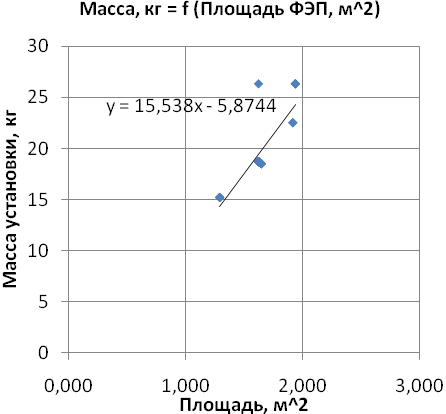 Масса, кг = f (Площадь ФЭП, м^2)
30
25
y = 15,538x - 5,8744
20
15
10
5
0
Масса установки, кг
0,000 1,000 2,000 3,000
Площадь, м^2